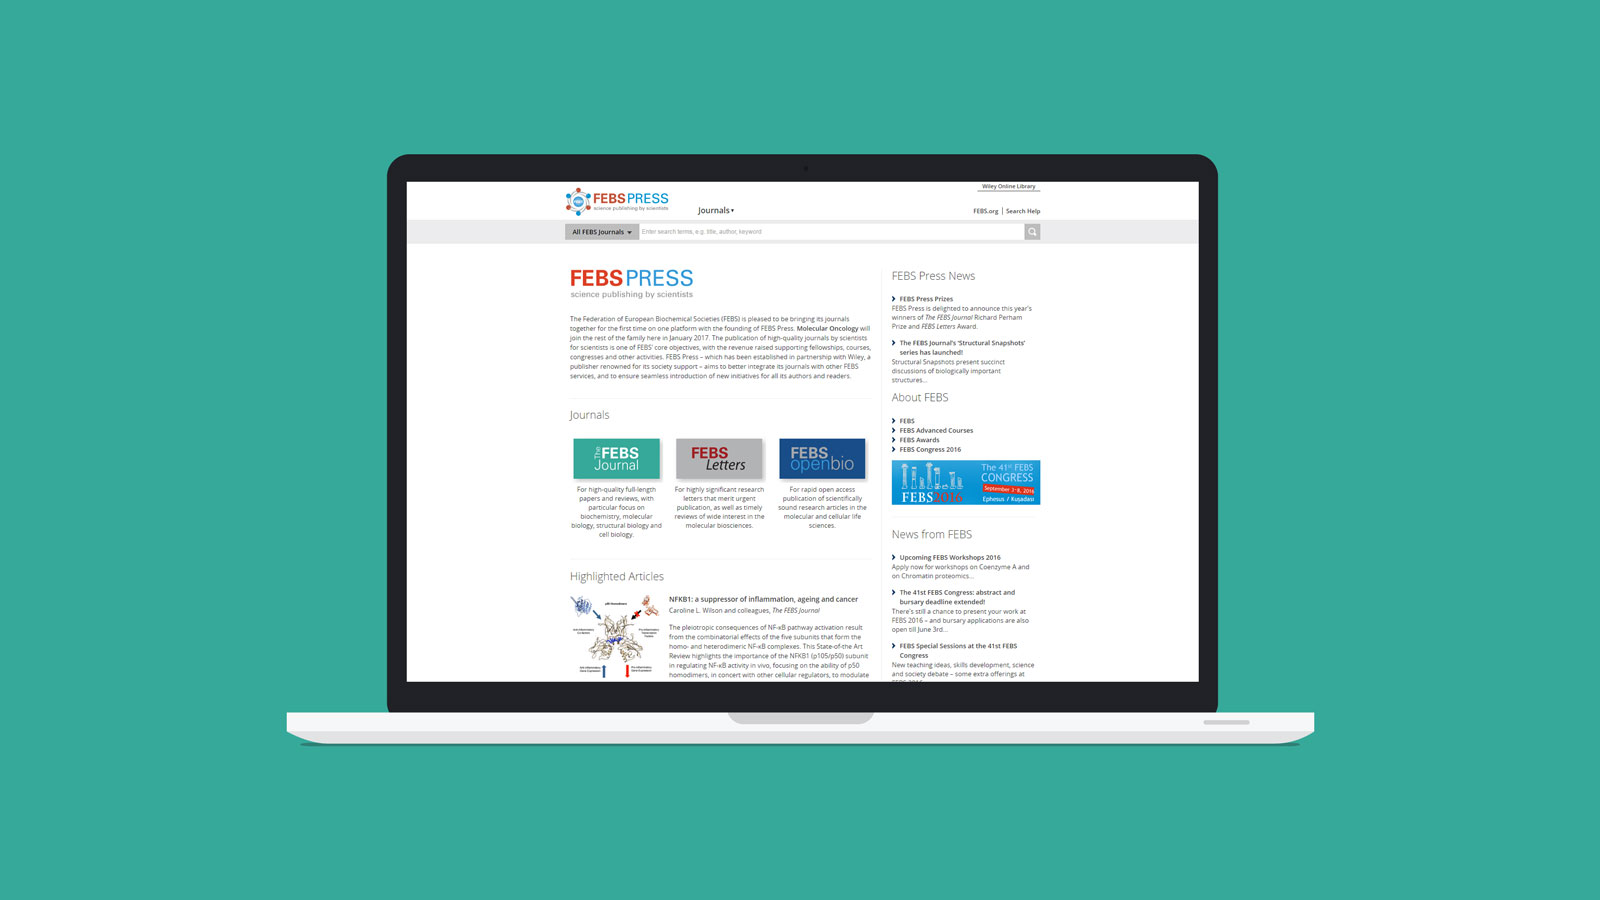 Wiley Online Library
FEBSPRESS
science publishing by scientists
Journals
FEBS.org | Search Help
All FEBS Journals
Enter search terms, e.g. title, author, keyword
FEBSPRESS
science publishing by scientists
The Federation of European Biochemical Societies (FEBS) is pleased to be bringing its journals
together for the first time on one platform with the founding of FEBS Press. Molecular Oncology will
join the rest of the family here in January 2017. The publication of high-quality journals by scientists
for scientists is one of FEBS' core objectives, with the revenue raised supporting fellowships, courses,
congresses and other activities. FEBS Press – which has been established in partnership with Wiley, a
publisher renowned for its society support – aims to better integrate its journals with other FEBS
services, and to ensure seamless introduction of new initiatives for all its authors and readers.
Journals
The FEBS
Journal
For high-quality full-length
papers and reviews, with
particular focus on
biochemistry, molecular
biology, structural biology and
cell biology.
FEBS
Letters
For highly significant research
letters that merit urgent
publication, as well as timely
reviews of wide interest in the
molecular biosciences.
FEBS
openbio
For rapid open access
publication of scientifically
sound research articles in the
molecular and cellular life
sciences.
Highlighted Articles
NFKB1: a suppressor of inflammation, ageing and cancer
Caroline L. Wilson and colleagues, The FEBS Journal
The pleiotropic consequences of NF-κB pathway activation result
from the combinatorial effects of the five subunits that form the
homo- and heterodimeric NF-κB complexes. This State-of-the Art
Review highlights the importance of the NFKB1 (p105/p50) subunit
in regulating NF-κB activity in vivo, focusing on the ability of p50
homodimers, in concert with other cellular regulators, to modulate
FEBS Press News
FEBS Press Prizes
FEBS Press is delighted to announce this year's
winners of The FEBS Journal Richard Perham
Prize and FEBS Letters Award.
The FEBS Journal's 'Structural Snapshots'
series has launched!
Structural Snapshots present succinct
discussions of biologically important
structures...
About FEBS
FEBS
FEBS Advanced Courses
FEBS Awards
FEBS Congress 2016
The 41st FEBS
CONGRESS
September 3-8, 2016
FEBS2016
Ephesus / Kuşadası
News from FEBS
Upcoming FEBS Workshops 2016
Apply now for workshops on Coenzyme A and
on Chromatin proteomics...
The 41st FEBS Congress: abstract and
bursary deadline extended!
There's still a chance to present your work at
FEBS 2016 – and bursary applications are also
open till June 3rd...
FEBS Special Sessions at the 41st FEBS
Congress
New teaching ideas, skills development, science
and society debate – some extra offerings at